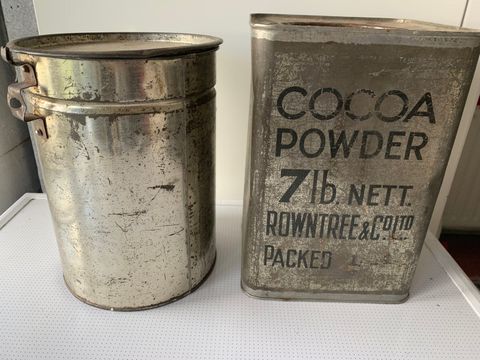 COCOA
POWDER
7lb. NETT.
ROWNTREE & Co. LTD
PACKED